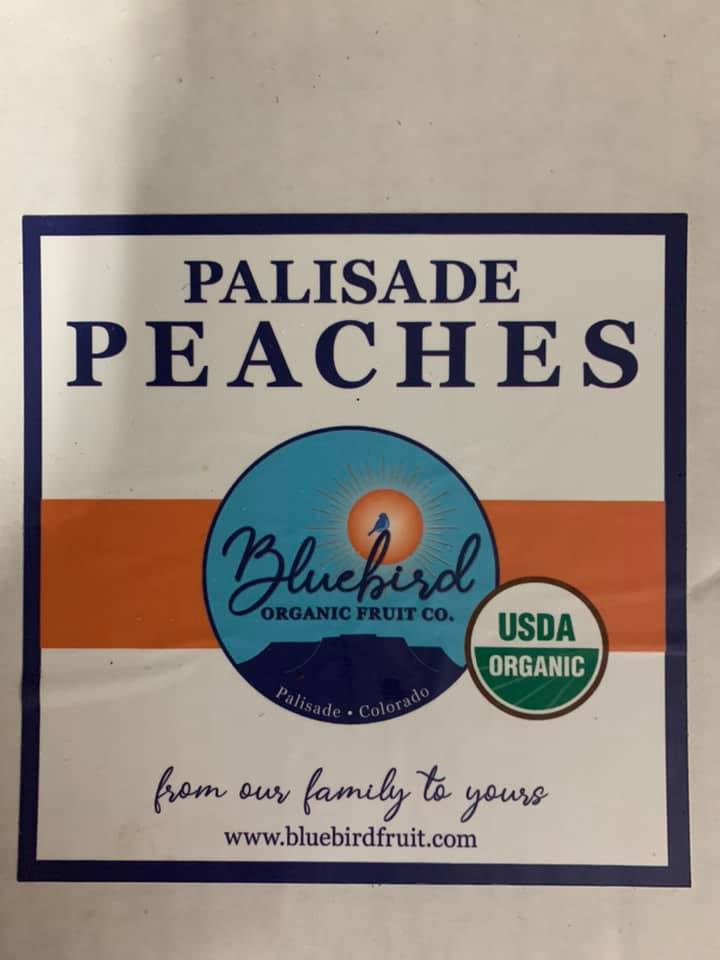 PALISADE
PEACHES
Bluebird
ORGANIC FRUIT CO.
Palisade • Colorado
USDA
ORGANIC
from our family to yours
www.bluebirdfruit.com